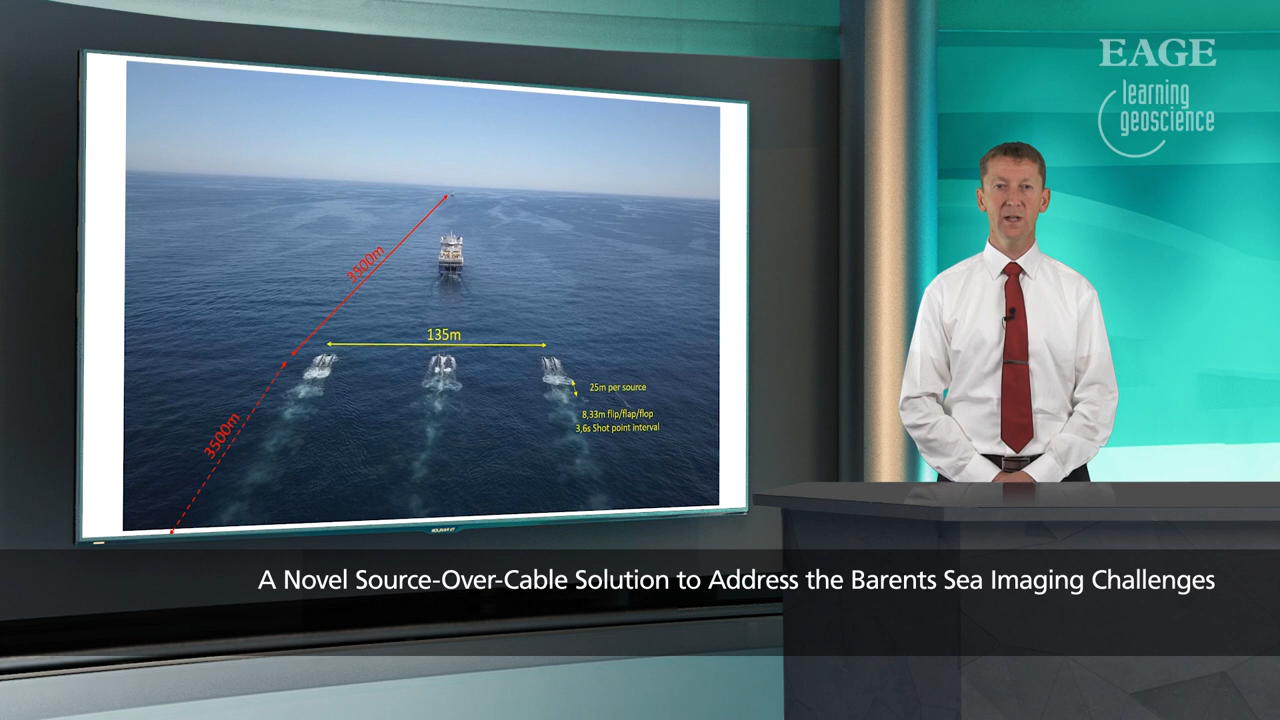 EAGE
learning
geoscience
3500m
135m
25m per source
8,33m flip/flap/flop
3,6s Shot point interval
3500m
A Novel Source-Over-Cable Solution to Address the Barents Sea Imaging Challenges